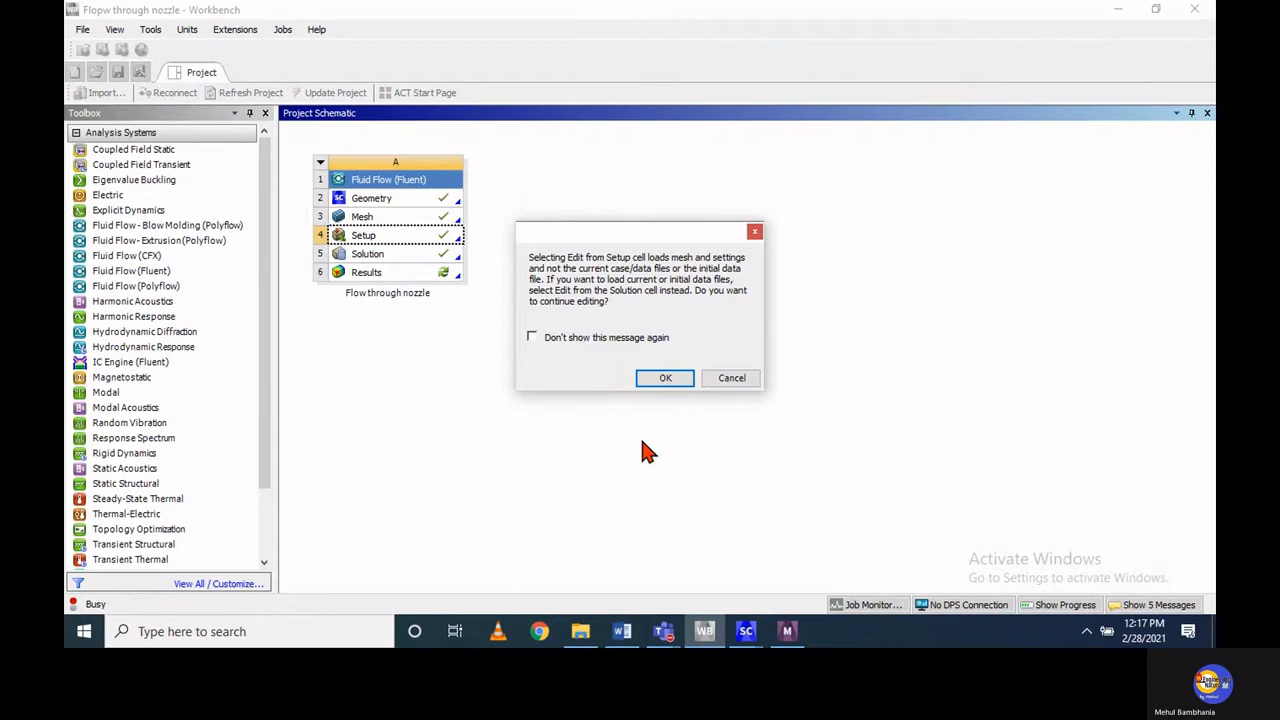 WB Flopw through nozzle - Workbench
File View Tools Units Extensions Jobs Help
Project
Import... Reconnect Refresh Project Update Project ACT Start Page
Toolbox
Project Schematic
Analysis Systems
Coupled Field Static
Coupled Field Transient
Eigenvalue Buckling
Electric
Explicit Dynamics
Fluid Flow - Blow Molding (Polyflow)
Fluid Flow - Extrusion (Polyflow)
Fluid Flow (CFX)
Fluid Flow (Fluent)
Fluid Flow (Polyflow)
Harmonic Acoustics
Harmonic Response
Hydrodynamic Diffraction
Hydrodynamic Response
IC Engine (Fluent)
Magnetostatic
Modal
Modal Acoustics
Random Vibration
Response Spectrum
Rigid Dynamics
Static Acoustics
Static Structural
Steady-State Thermal
Thermal-Electric
Topology Optimization
Transient Structural
Transient Thermal
View All / Customize...
A
1 Fluid Flow (Fluent)
2 SC Geometry
3 Mesh
4 Setup
5 Solution
6 Results
Flow through nozzle
Selecting Edit from Setup cell loads mesh and settings
and not the current case/data files or the initial data
file. If you want to load current or initial data files,
select Edit from the Solution cell instead. Do you want
to continue editing?
Don't show this message again
OK Cancel
Activate Windows
Go to Settings to activate Windows.
Busy
Job Monitor... No DPS Connection Show Progress Show 5 Messages
Type here to search
WB SC M
12:17 PM
2/28/2021
Mehul Bambhania